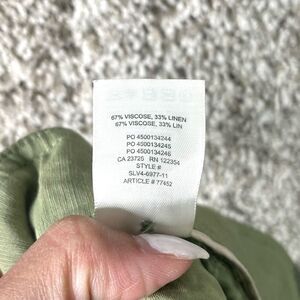 67% VISCOSE, 33% LINEN
67% VISCOSE, 33% LIN
PO 4500134244
PO 4500134245
PO 4500134246
CA 23725 RN 122354
STYLE #
SLV4-6977-11
ARTICLE # 77452